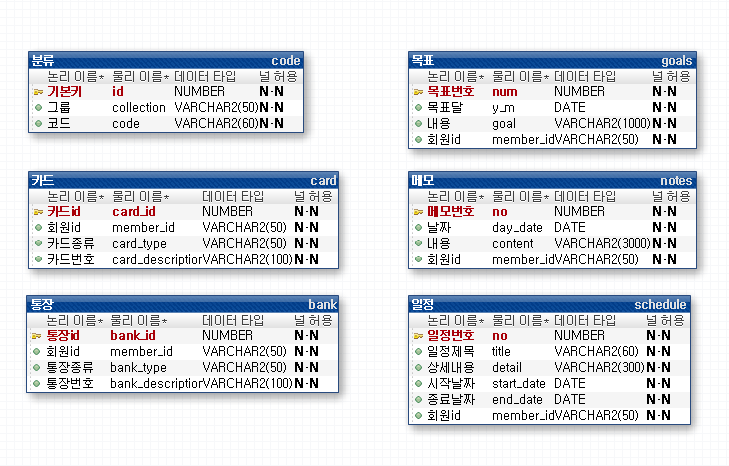 분류 code
논리 이름* 물리 이름* 데이터 타입 널 허용
기본키 id NUMBER N·N
그룹 collection VARCHAR2(50) N·N
코드 code VARCHAR2(60) N·N
목표 goals
논리 이름* 물리 이름* 데이터 타입 널 허용
목표번호 num NUMBER N·N
목표달 y_m DATE N·N
내용 goal VARCHAR2(1000) N·N
회원id member_id VARCHAR2(50) N·N
카드 card
논리 이름* 물리 이름* 데이터 타입 널 허용
카드id card_id NUMBER N·N
회원id member_id VARCHAR2(50) N·N
카드종류 card_type VARCHAR2(50) N·N
카드번호 card_description VARCHAR2(100) N·N
메모 notes
논리 이름* 물리 이름* 데이터 타입 널 허용
메모번호 no NUMBER N·N
날짜 day_date DATE N·N
내용 content VARCHAR2(3000) N·N
회원id member_id VARCHAR2(50) N·N
통장 bank
논리 이름* 물리 이름* 데이터 타입 널 허용
통장id bank_id NUMBER N·N
회원id member_id VARCHAR2(50) N·N
통장종류 bank_type VARCHAR2(50) N·N
통장번호 bank_description VARCHAR2(100) N·N
일정 schedule
논리 이름* 물리 이름* 데이터 타입 널 허용
일정번호 no NUMBER N·N
일정제목 title VARCHAR2(60) N·N
상세내용 detail VARCHAR2(300) N·N
시작날짜 start_date DATE N·N
종료날짜 end_date DATE N·N
회원id member_id VARCHAR2(50) N·N